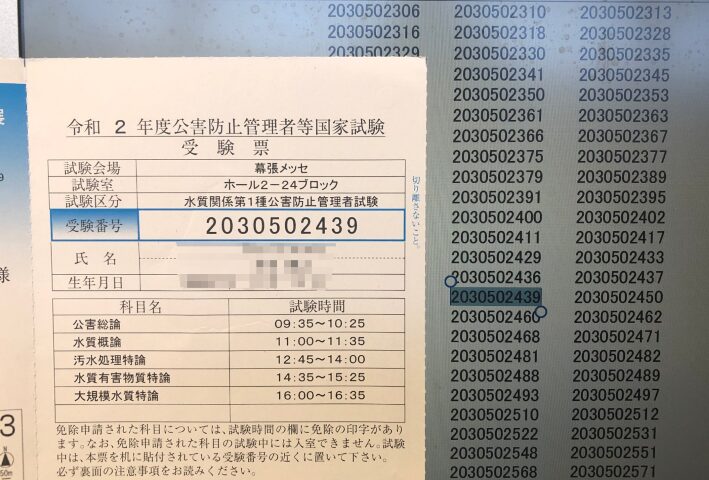 2030502306 2030502310 2030502313
2030502316 2030502318 2030502328
2030502329 2030502330 2030502335
2030502341 2030502345
2030502350 2030502353
2030502361 2030502363
2030502366 2030502367
2030502375 2030502377
2030502379 2030502389
2030502391 2030502395
2030502400 2030502402
2030502411 2030502417
2030502429 2030502433
2030502436 2030502437
2030502439 2030502450
2030502460 2030502462
2030502468 2030502471
2030502481 2030502482
2030502488 2030502489
2030502493 2030502497
2030502510 2030502512
2030502522 2030502531
2030502548 2030502551
2030502568 2030502571
令和 2 年度公害防止管理者等国家試験
受験票
試験会場 幕張メッセ
試験室 ホール2－24ブロック
試験区分 水質関係第1種公害防止管理者試験
受験番号 2030502439
氏名
生年月日
科目名 試験時間
公害総論 09:35～10:25
水質概論 11:00～11:35
汚水処理特論 12:45～14:00
水質有害物質特論 14:35～15:25
大規模水質特論 16:00～16:35
免除申請された科目については、試験時間の欄に免除の印字があり
ます。なお、免除申請された科目の試験中には入室できません。試験
中は、本票を机に貼付されている受験番号の近くに置いて下さい。
必ず裏面の注意事項をお読みください。
切り離さないこと。
様
3
N
50m